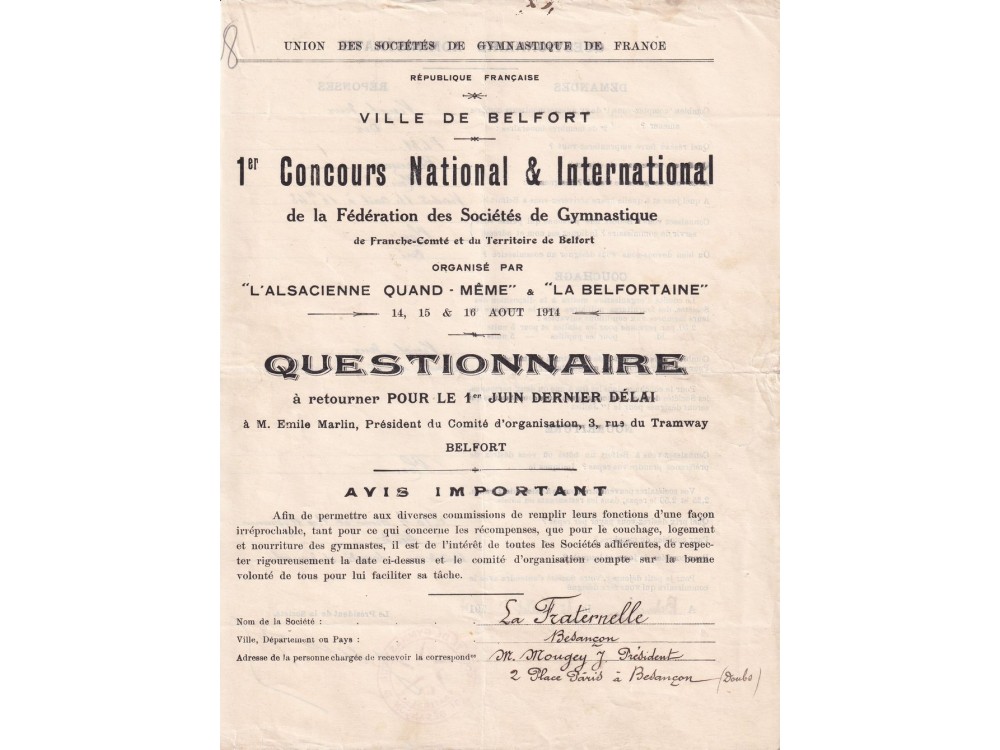 8
UNION DES SOCIÉTÉS DE GYMNASTIQUE DE FRANCE
RÉPUBLIQUE FRANÇAISE
VILLE DE BELFORT
1er Concours National & International
de la Fédération des Sociétés de Gymnastique
de Franche-Comté et du Territoire de Belfort
ORGANISÉ PAR
"L'ALSACIENNE QUAND - MÊME" & "LA BELFORTAINE"
14, 15 & 16 AOUT 1914
QUESTIONNAIRE
à retourner POUR LE 1er JUIN DERNIER DÉLAI
à M. Emile Marlin, Président du Comité d'organisation, 3, rue du Tramway
BELFORT
AVIS IMPORTANT
Afin de permettre aux diverses commissions de remplir leurs fonctions d'une façon
irréprochable, tant pour ce qui concerne les récompenses, que pour le couchage, logement
et nourriture des gymnastes, il est de l'intérêt de toutes les Sociétés adhérentes, de respec-
ter rigoureusement la date ci-dessus et le comité d'organisation compte sur la bonne
volonté de tous pour lui faciliter sa tâche.
Nom de la Société : La Fraternelle
Ville, Département ou Pays : Besançon
Adresse de la personne chargée de recevoir la correspondce M. Mougey J. Président
2 Place Pâris à Besançon (Doubs)